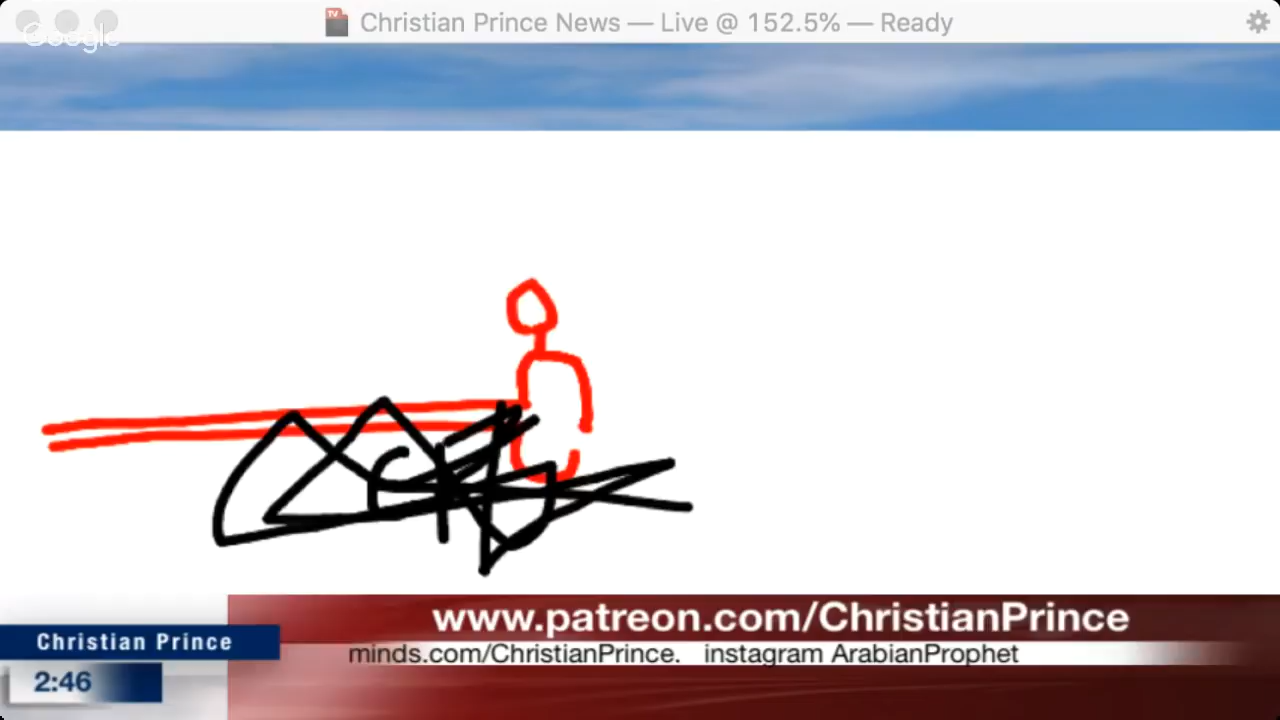 Christian Prince News — Live @ 152.5% — Ready
Google
TV
www.patreon.com/ChristianPrince
Christian Prince
minds.com/ChristianPrince. instagram ArabianProphet
2:46